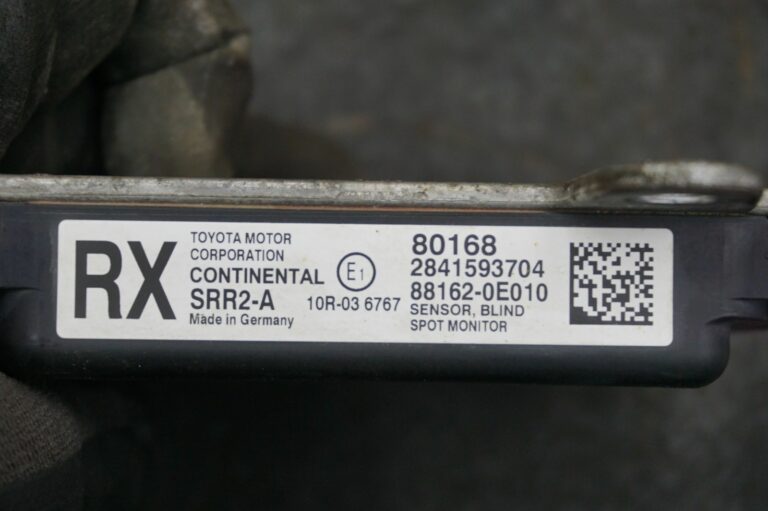 RX
TOYOTA MOTOR
CORPORATION
CONTINENTAL
SRR2-A
Made in Germany
E1
10R-03 6767
80168
2841593704
88162-0E010
SENSOR, BLIND
SPOT MONITOR